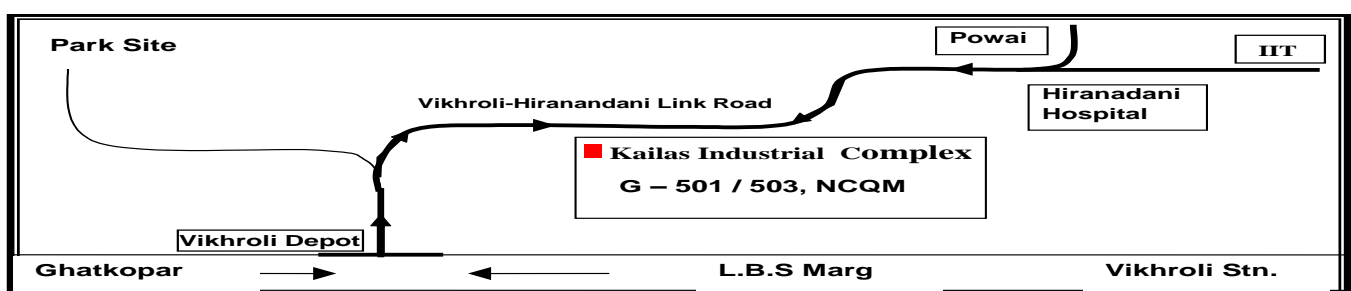 Park Site
Powai
IIT
Hiranadani
Hospital
Vikhroli-Hiranandani Link Road
Kailas Industrial Complex
G – 501 / 503, NCQM
Vikhroli Depot
Ghatkopar
L.B.S Marg
Vikhroli Stn.